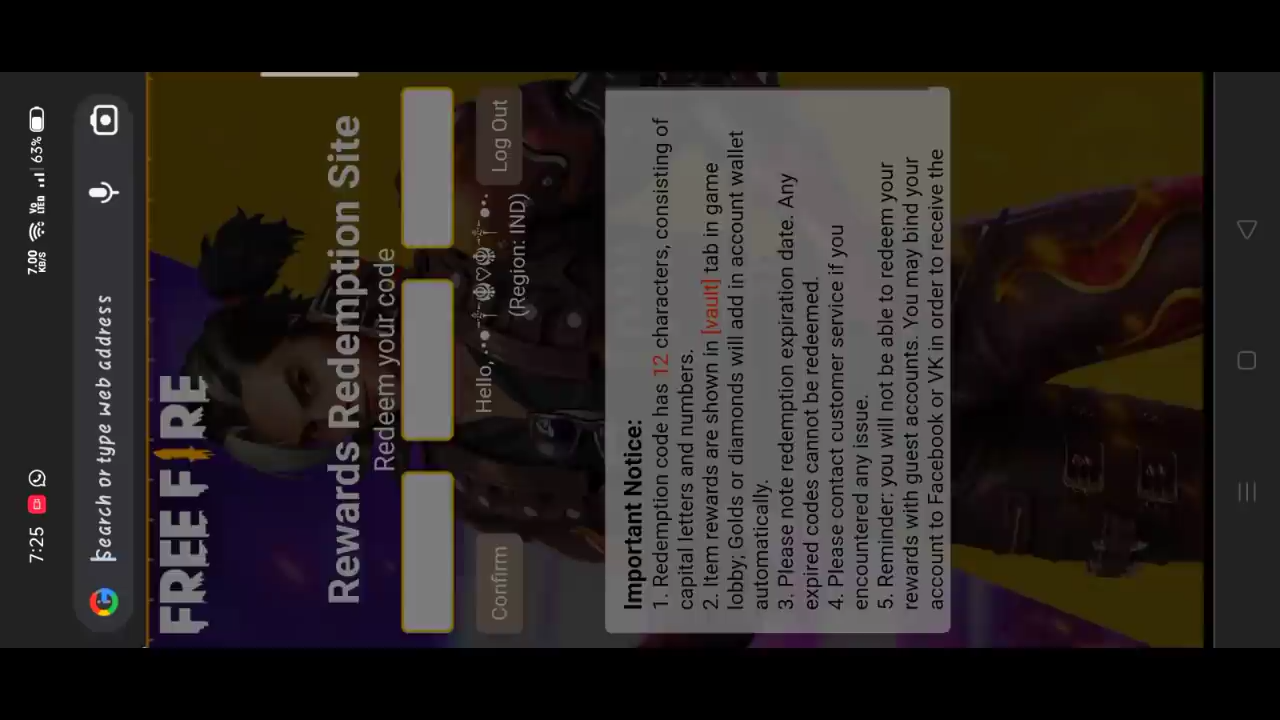 7:25
7.00 KB/S
Vo
63%
Search or type web address
FREE FIRE
Rewards Redemption Site
Redeem your code
Confirm
Hello,
(Region: IND)
Log Out
Important Notice:
1. Redemption code has 12 characters, consisting of
capital letters and numbers.
2. Item rewards are shown in [vault] tab in game
lobby; Golds or diamonds will add in account wallet
automatically.
3. Please note redemption expiration date. Any
expired codes cannot be redeemed.
4. Please contact customer service if you
encountered any issue.
5. Reminder: you will not be able to redeem your
rewards with guest accounts. You may bind your
account to Facebook or VK in order to receive the